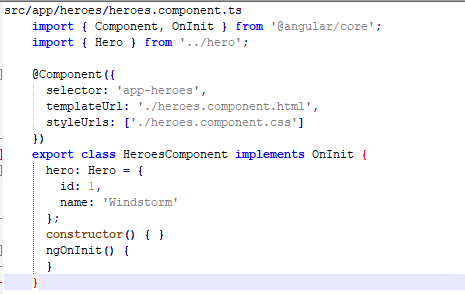 src/app/heroes/heroes.component.ts
import { Component, OnInit } from '@angular/core';
import { Hero } from '../hero';
@Component({
selector: 'app-heroes',
templateUrl: './heroes.component.html',
styleUrls: ['./heroes.component.css']
})
export class HeroesComponent implements OnInit {
hero: Hero = {
id: 1,
name: 'Windstorm'
};
constructor() { }
ngOnInit() {
}
}